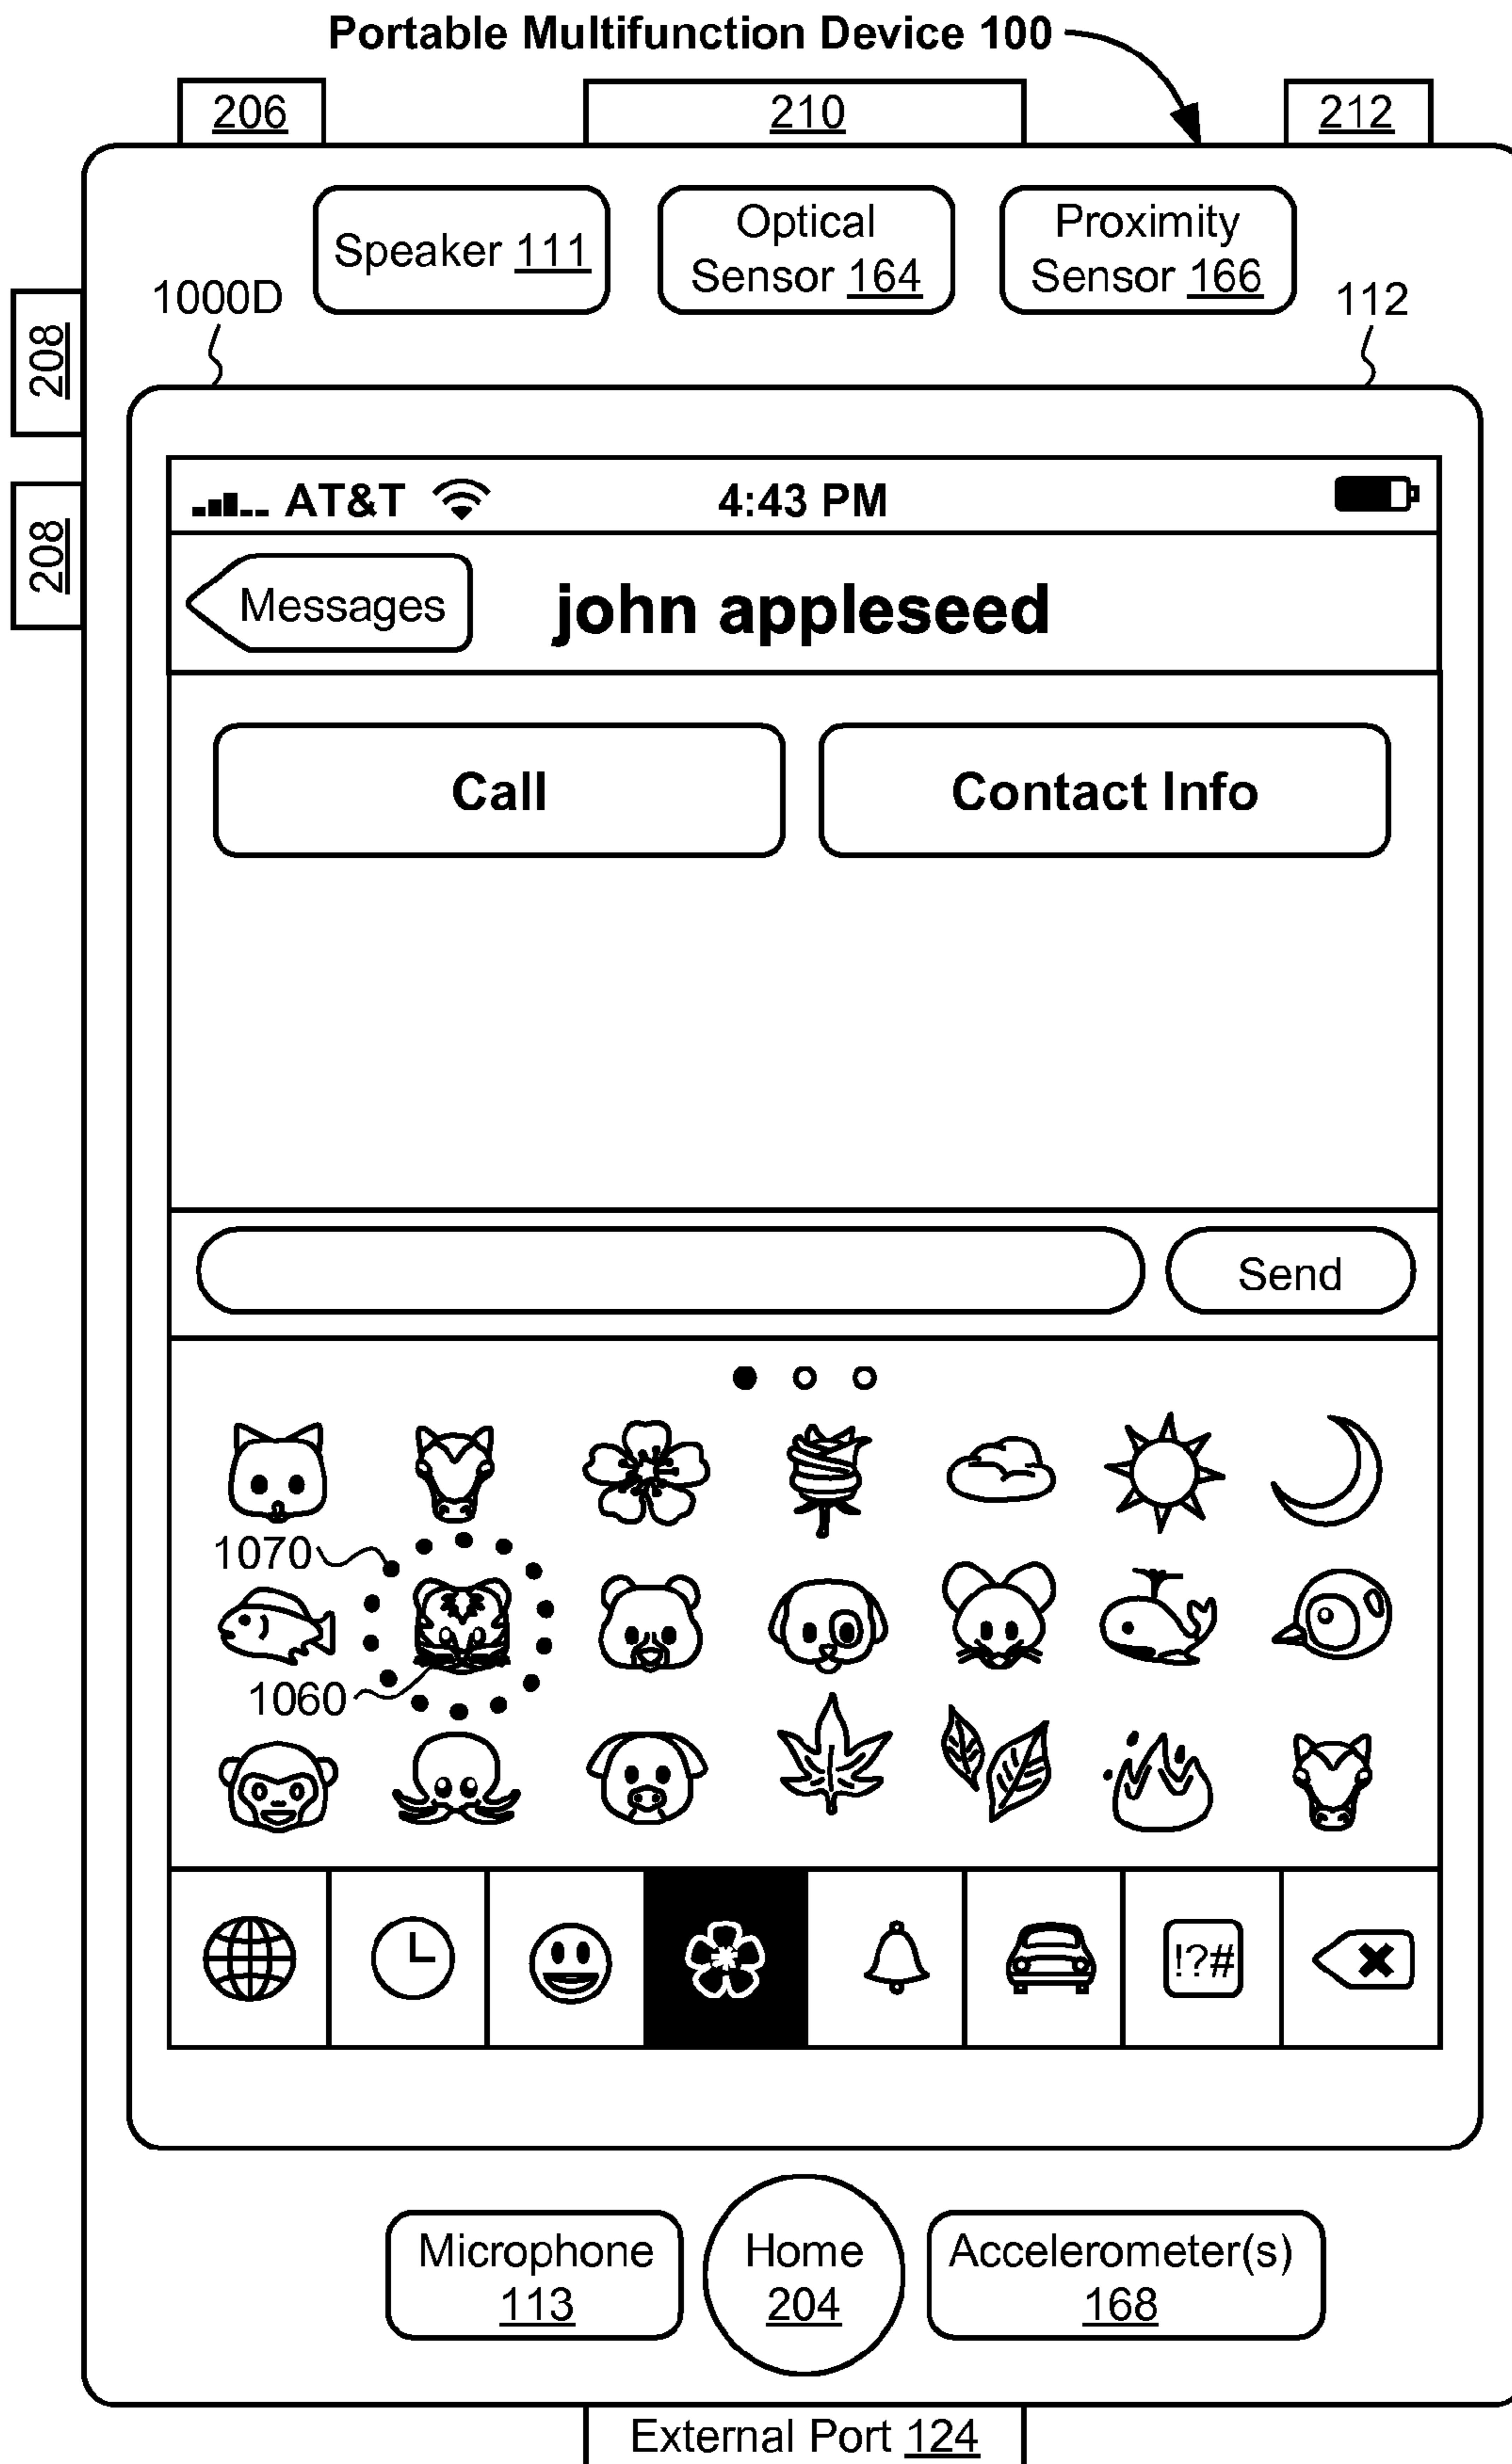 Portable Multifunction Device 100
206
210
212
Speaker 111
Optical
Sensor 164
Proximity
Sensor 166
1000D
112
208
208
AT&T
4:43 PM
Messages
john appleseed
Call
Contact Info
Send
1070
1060
!?#
Microphone
113
Home
204
Accelerometer(s)
168
External Port 124